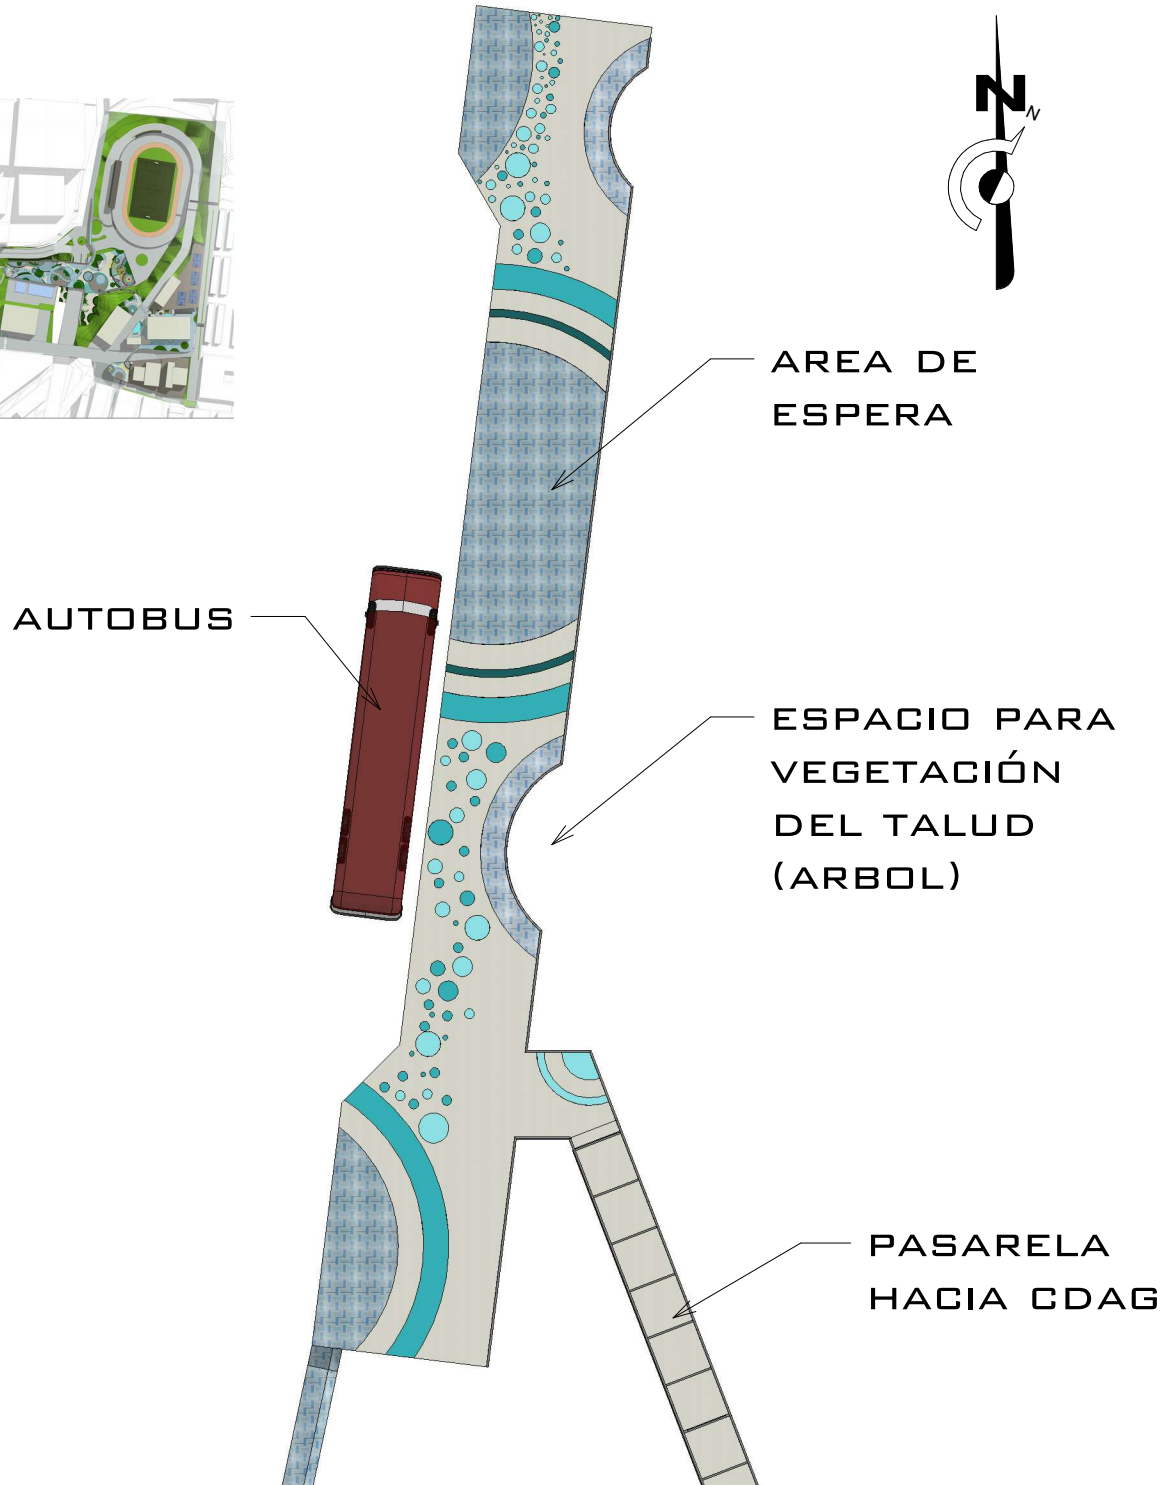 N
N
AREA DE
ESPERA
AUTOBUS
ESPACIO PARA
VEGETACIÓN
DEL TALUD
(ARBOL)
PASARELA
HACIA CDAG